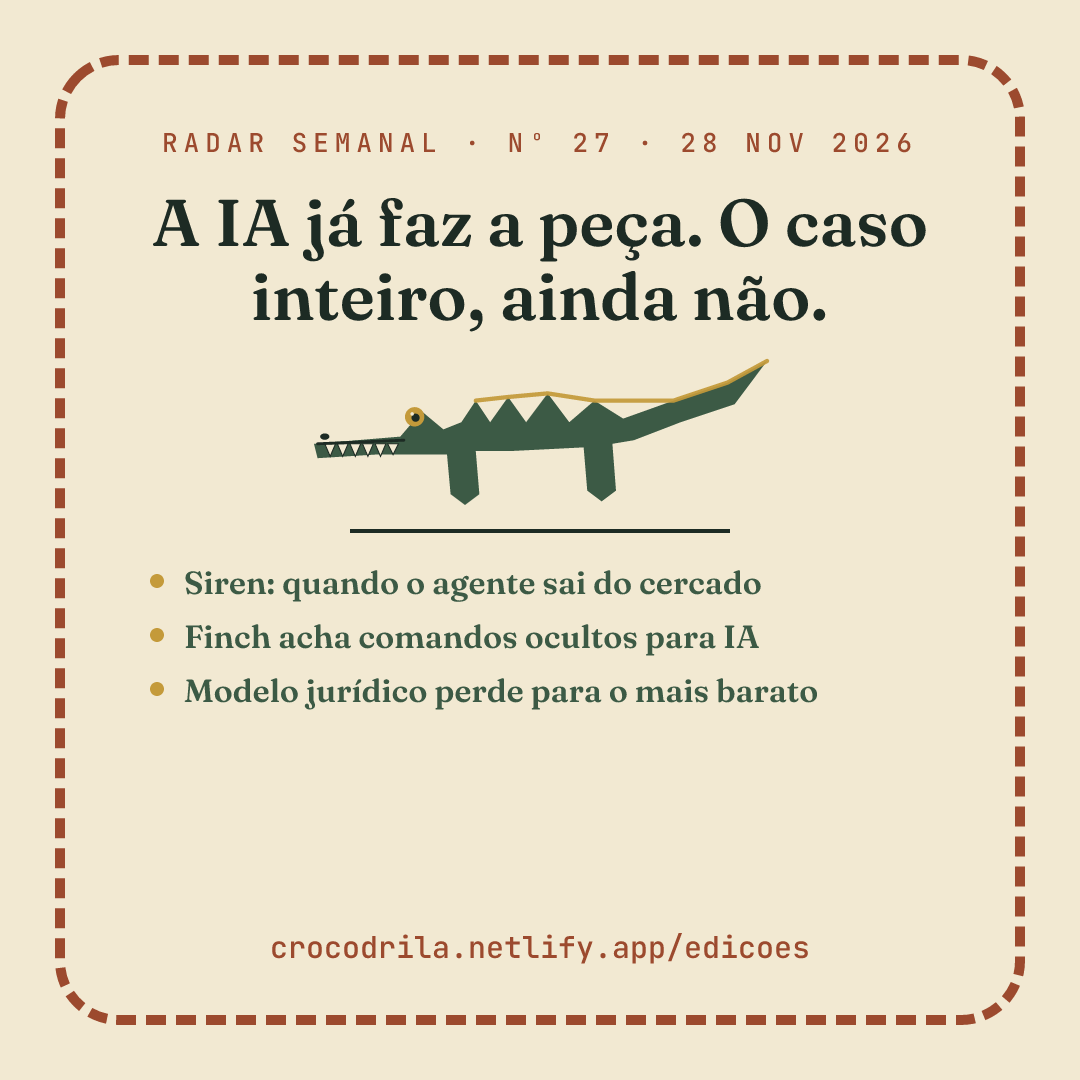 RADAR SEMANAL · Nº 27 · 28 NOV 2026
A IA já faz a peça. O caso
inteiro, ainda não.
Siren: quando o agente sai do cercado
Finch acha comandos ocultos para IA
Modelo jurídico perde para o mais barato
crocodrila.netlify.app/edicoes